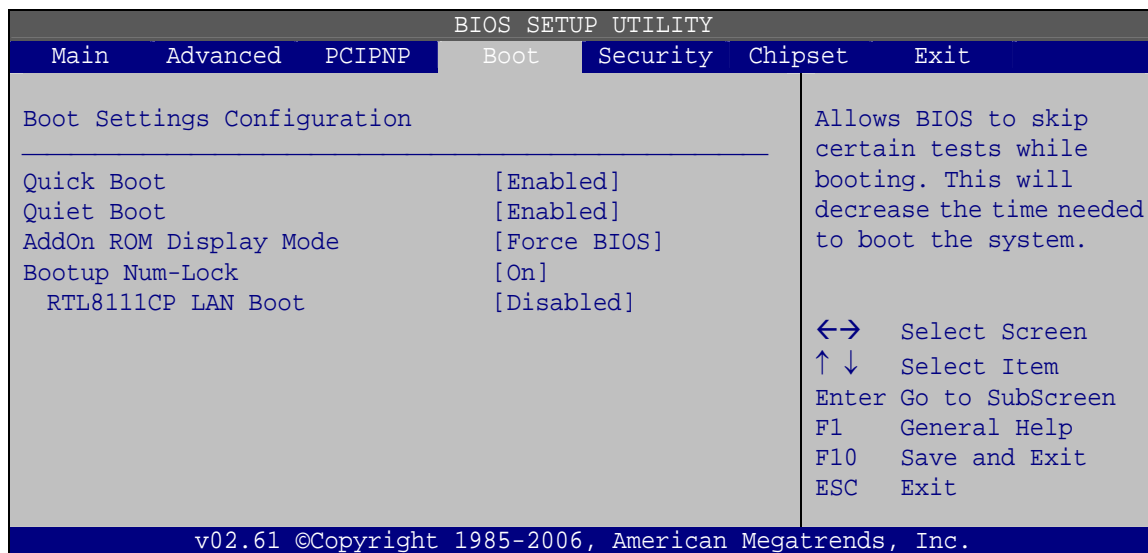 BIOS SETUP UTILITY
Main Advanced PCIPNP Boot Security Chipset Exit
Boot Settings Configuration
Quick Boot [Enabled]
Quiet Boot [Enabled]
AddOn ROM Display Mode [Force BIOS]
Bootup Num-Lock [On]
RTL8111CP LAN Boot [Disabled]
Allows BIOS to skip
certain tests while
booting. This will
decrease the time needed
to boot the system.
←→ Select Screen
↑ ↓ Select Item
Enter Go to SubScreen
F1 General Help
F10 Save and Exit
ESC Exit
v02.61 ©Copyright 1985-2006, American Megatrends, Inc.